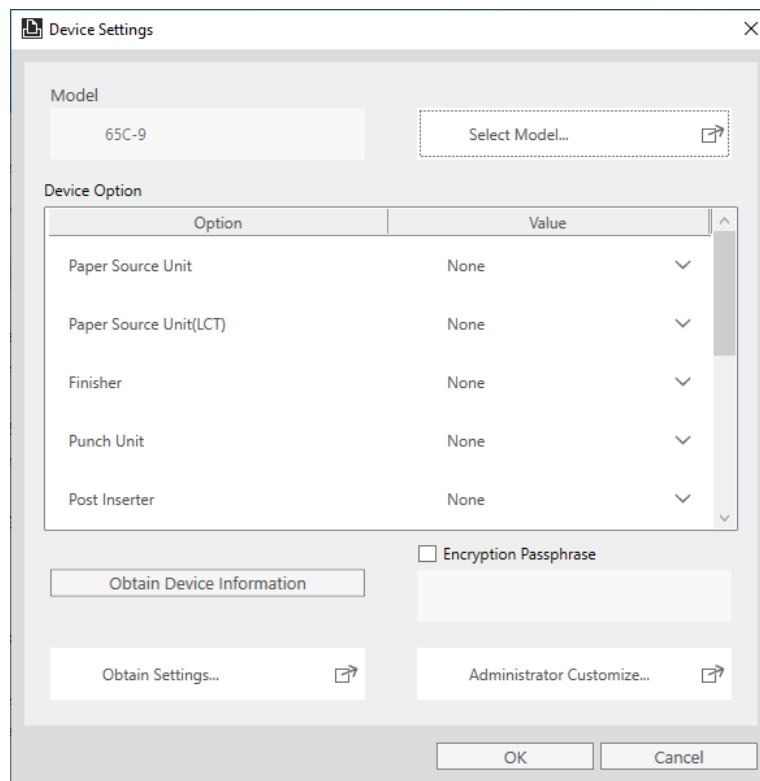 Device Settings
Model
65C-9
Select Model...
Device Option
Option Value
Paper Source Unit None
Paper Source Unit(LCT) None
Finisher None
Punch Unit None
Post Inserter None
Encryption Passphrase
Obtain Device Information
Obtain Settings... Administrator Customize...
OK Cancel